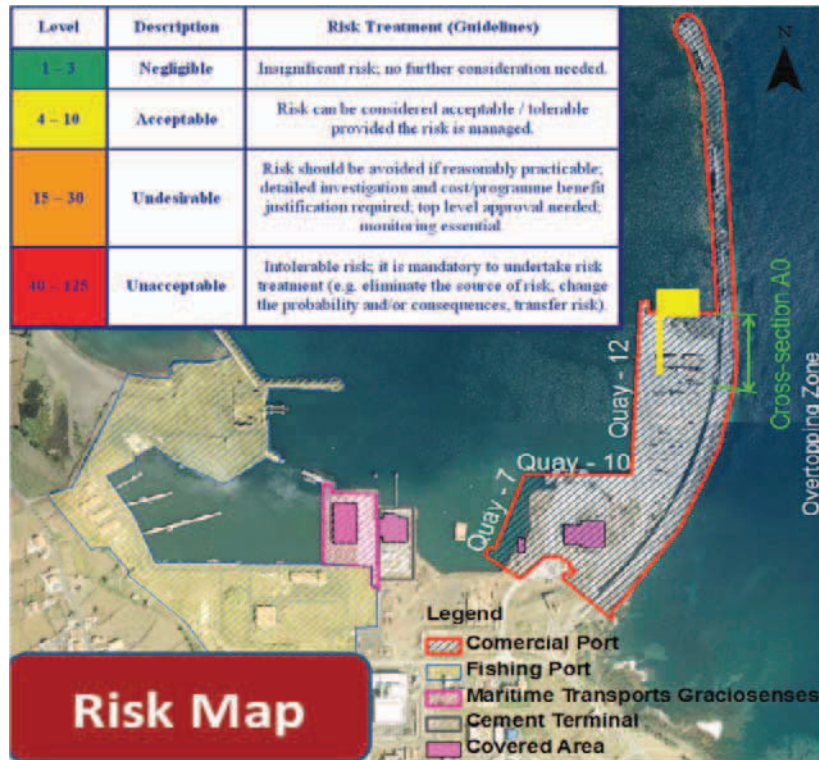 Level Description Risk Treatment (Guidelines)
1 – 3 Negligible Insignificant risk; no further consideration needed.
4 – 10 Acceptable Risk can be considered acceptable / tolerable
provided the risk is managed.
15 – 30 Undesirable Risk should be avoided if reasonably practicable;
detailed investigation and cost/programme benefit
justification required; top level approval needed;
monitoring essential
40 – 125 Unacceptable Intolerable risk; it is mandatory to undertake risk
treatment (e.g. eliminate the source of risk, change
the probability and/or consequences, transfer risk).
N
Quay - 12
Cross-section A0
Overtopping Zone
Quay - 10
Quay - 7
Legend
Comercial Port
Fishing Port
Maritime Transports Graciosenses
Cement Terminal
Covered Area
Risk Map